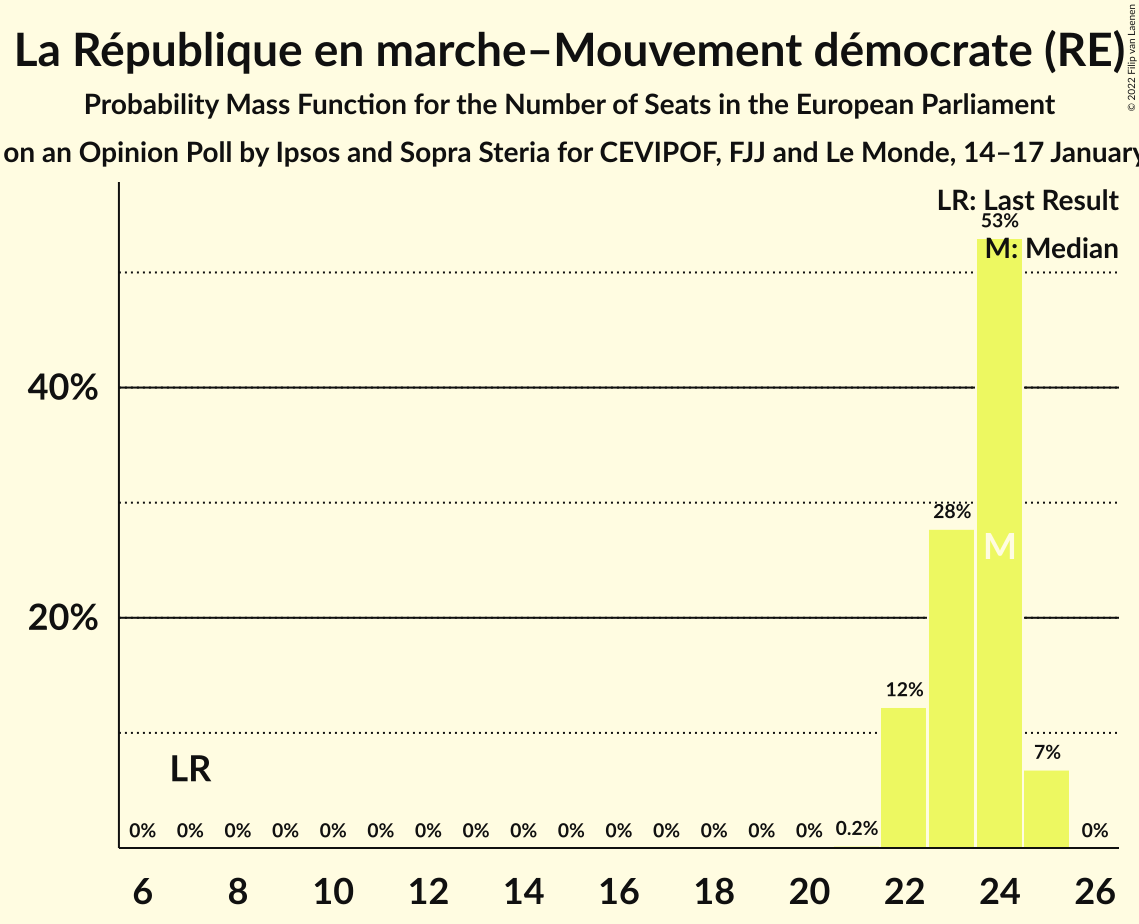 La République en marche–Mouvement démocrate (RE)
© 2022 Filip van Laenen
Probability Mass Function for the Number of Seats in the European Parliament
on an Opinion Poll by Ipsos and Sopra Steria for CEVIPOF, FJJ and Le Monde, 14–17 January
LR: Last Result
53%
M: Median
40%
28%
M
20%
12%
7%
LR
0% 0% 0% 0% 0% 0% 0% 0% 0% 0% 0% 0% 0% 0% 0% 0.2% 0%
6 8 10 12 14 16 18 20 22 24 26